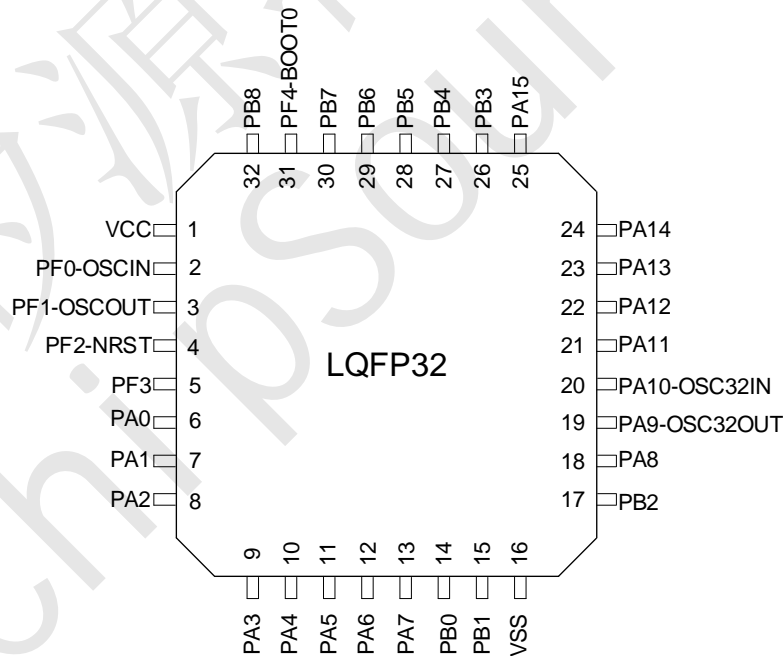 PB8
PF4-BOOT0
PB7
PB6
PB5
PB4
PB3
PA15
32
31
30
29
28
27
26
25
VCC 1
PF0-OSCIN 2
PF1-OSCOUT 3
PF2-NRST 4
PF3 5
PA0 6
PA1 7
PA2 8
LQFP32
24 PA14
23 PA13
22 PA12
21 PA11
20 PA10-OSC32IN
19 PA9-OSC32OUT
18 PA8
17 PB2
9
10
11
12
13
14
15
16
PA3
PA4
PA5
PA6
PA7
PB0
PB1
VSS